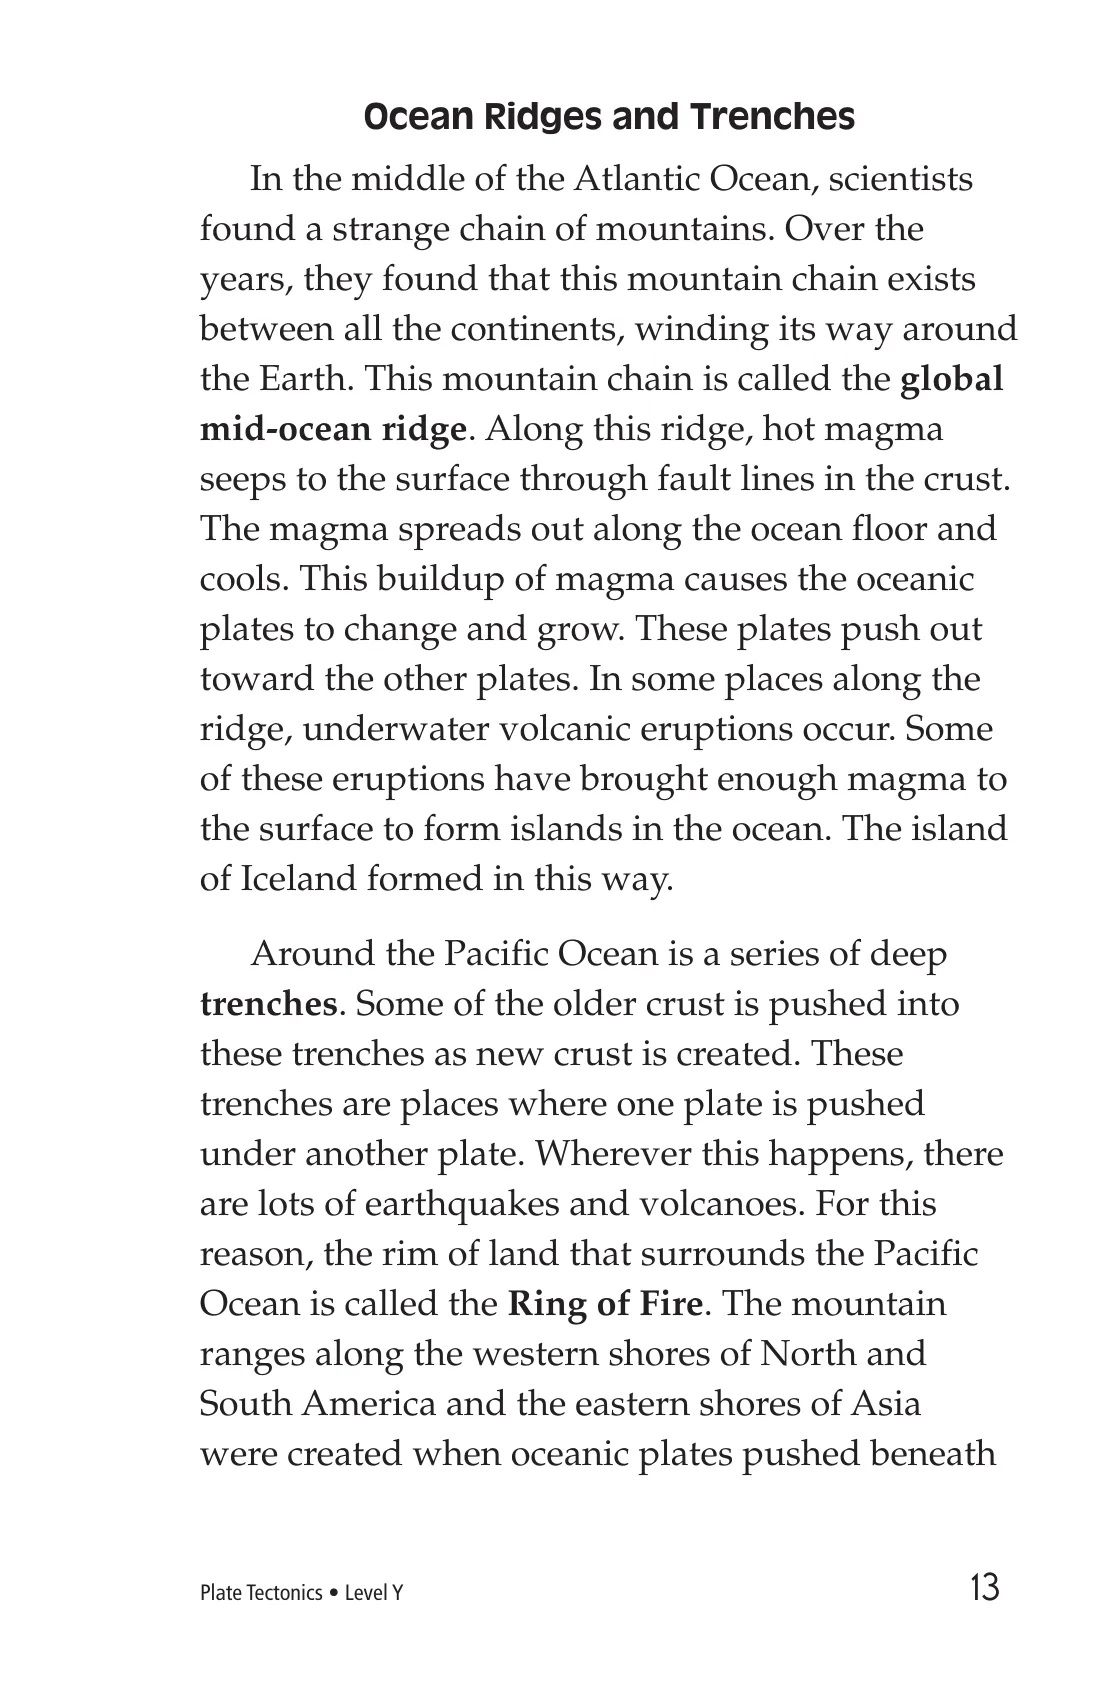 Ocean Ridges and Trenches
In the middle of the Atlantic Ocean, scientists
found a strange chain of mountains. Over the
years, they found that this mountain chain exists
between all the continents, winding its way around
the Earth. This mountain chain is called the global
mid-ocean ridge. Along this ridge, hot magma
seeps to the surface through fault lines in the crust.
The magma spreads out along the ocean floor and
cools. This buildup of magma causes the oceanic
plates to change and grow. These plates push out
toward the other plates. In some places along the
ridge, underwater volcanic eruptions occur. Some
of these eruptions have brought enough magma to
the surface to form islands in the ocean. The island
of Iceland formed in this way.
Around the Pacific Ocean is a series of deep
trenches. Some of the older crust is pushed into
these trenches as new crust is created. These
trenches are places where one plate is pushed
under another plate. Wherever this happens, there
are lots of earthquakes and volcanoes. For this
reason, the rim of land that surrounds the Pacific
Ocean is called the Ring of Fire. The mountain
ranges along the western shores of North and
South America and the eastern shores of Asia
were created when oceanic plates pushed beneath
Plate Tectonics • Level Y
13